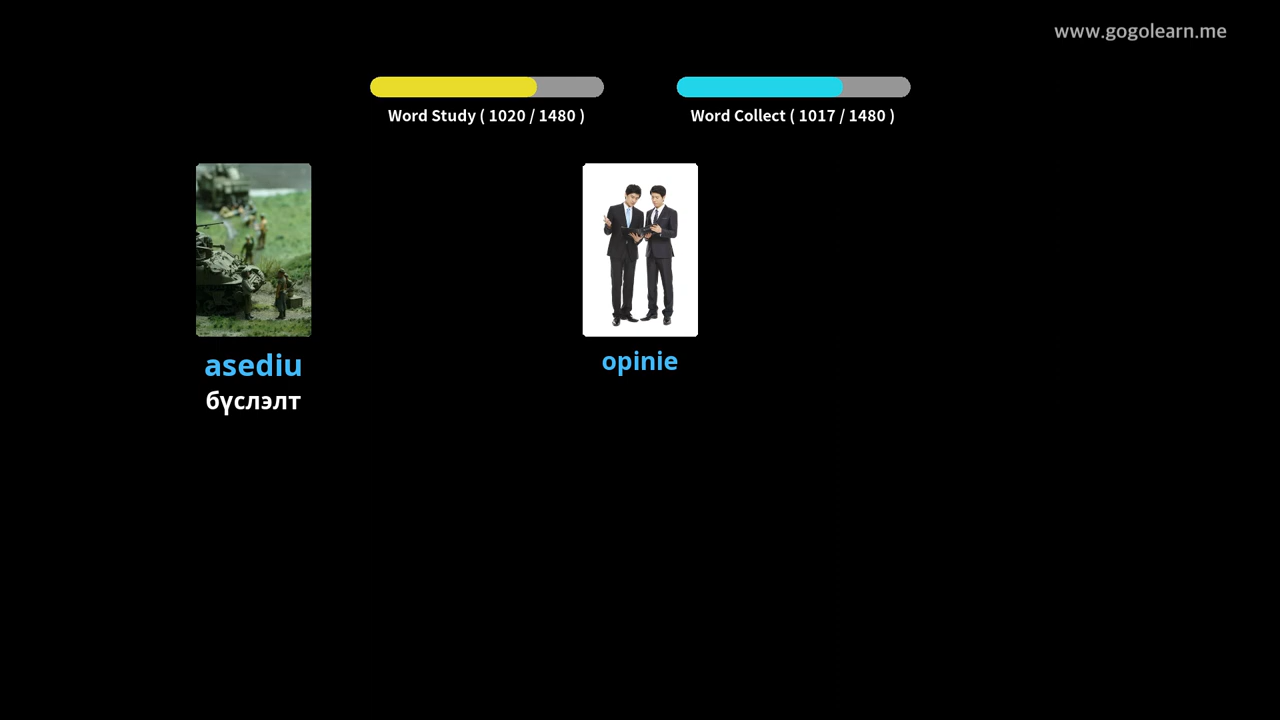 www.gogolearn.me
Word Study ( 1020 / 1480 )
Word Collect ( 1017 / 1480 )
asediu
бүслэлт
opinie